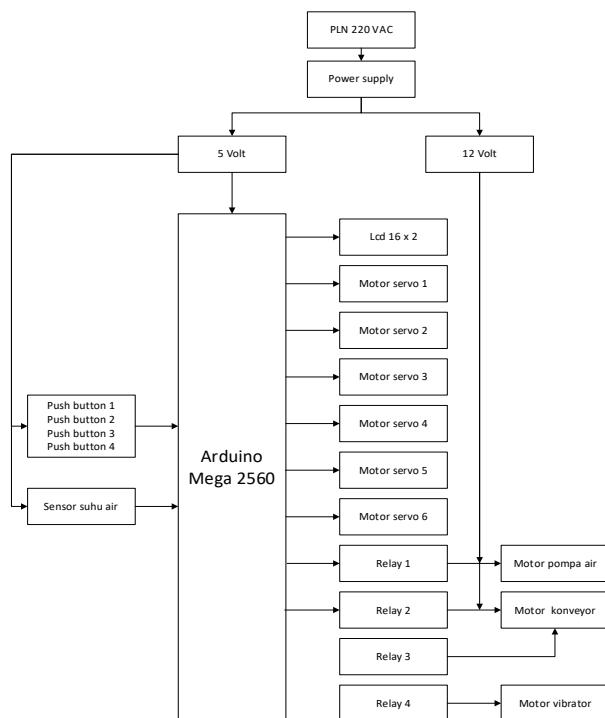 PLN 220 VAC
Power supply
5 Volt
12 Volt
Lcd 16 x 2
Motor servo 1
Motor servo 2
Motor servo 3
Push button 1
Push button 2
Push button 3
Push button 4
Motor servo 4
Arduino
Mega 2560
Motor servo 5
Sensor suhu air
Motor servo 6
Relay 1
Motor pompa air
Relay 2
Motor konveyor
Relay 3
Relay 4
Motor vibrator